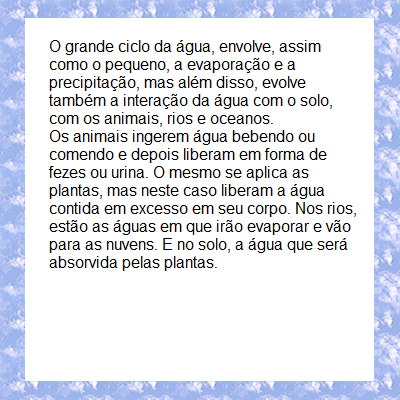 O grande ciclo da água, envolve, assim
como o pequeno, a evaporação e a
precipitação, mas além disso, evolve
também a interação da água com o solo,
com os animais, rios e oceanos.
Os animais ingerem água bebendo ou
comendo e depois liberam em forma de
fezes ou urina. O mesmo se aplica as
plantas, mas neste caso liberam a água
contida em excesso em seu corpo. Nos rios,
estão as águas em que irão evaporar e vão
para as nuvens. E no solo, a água que será
absorvida pelas plantas.